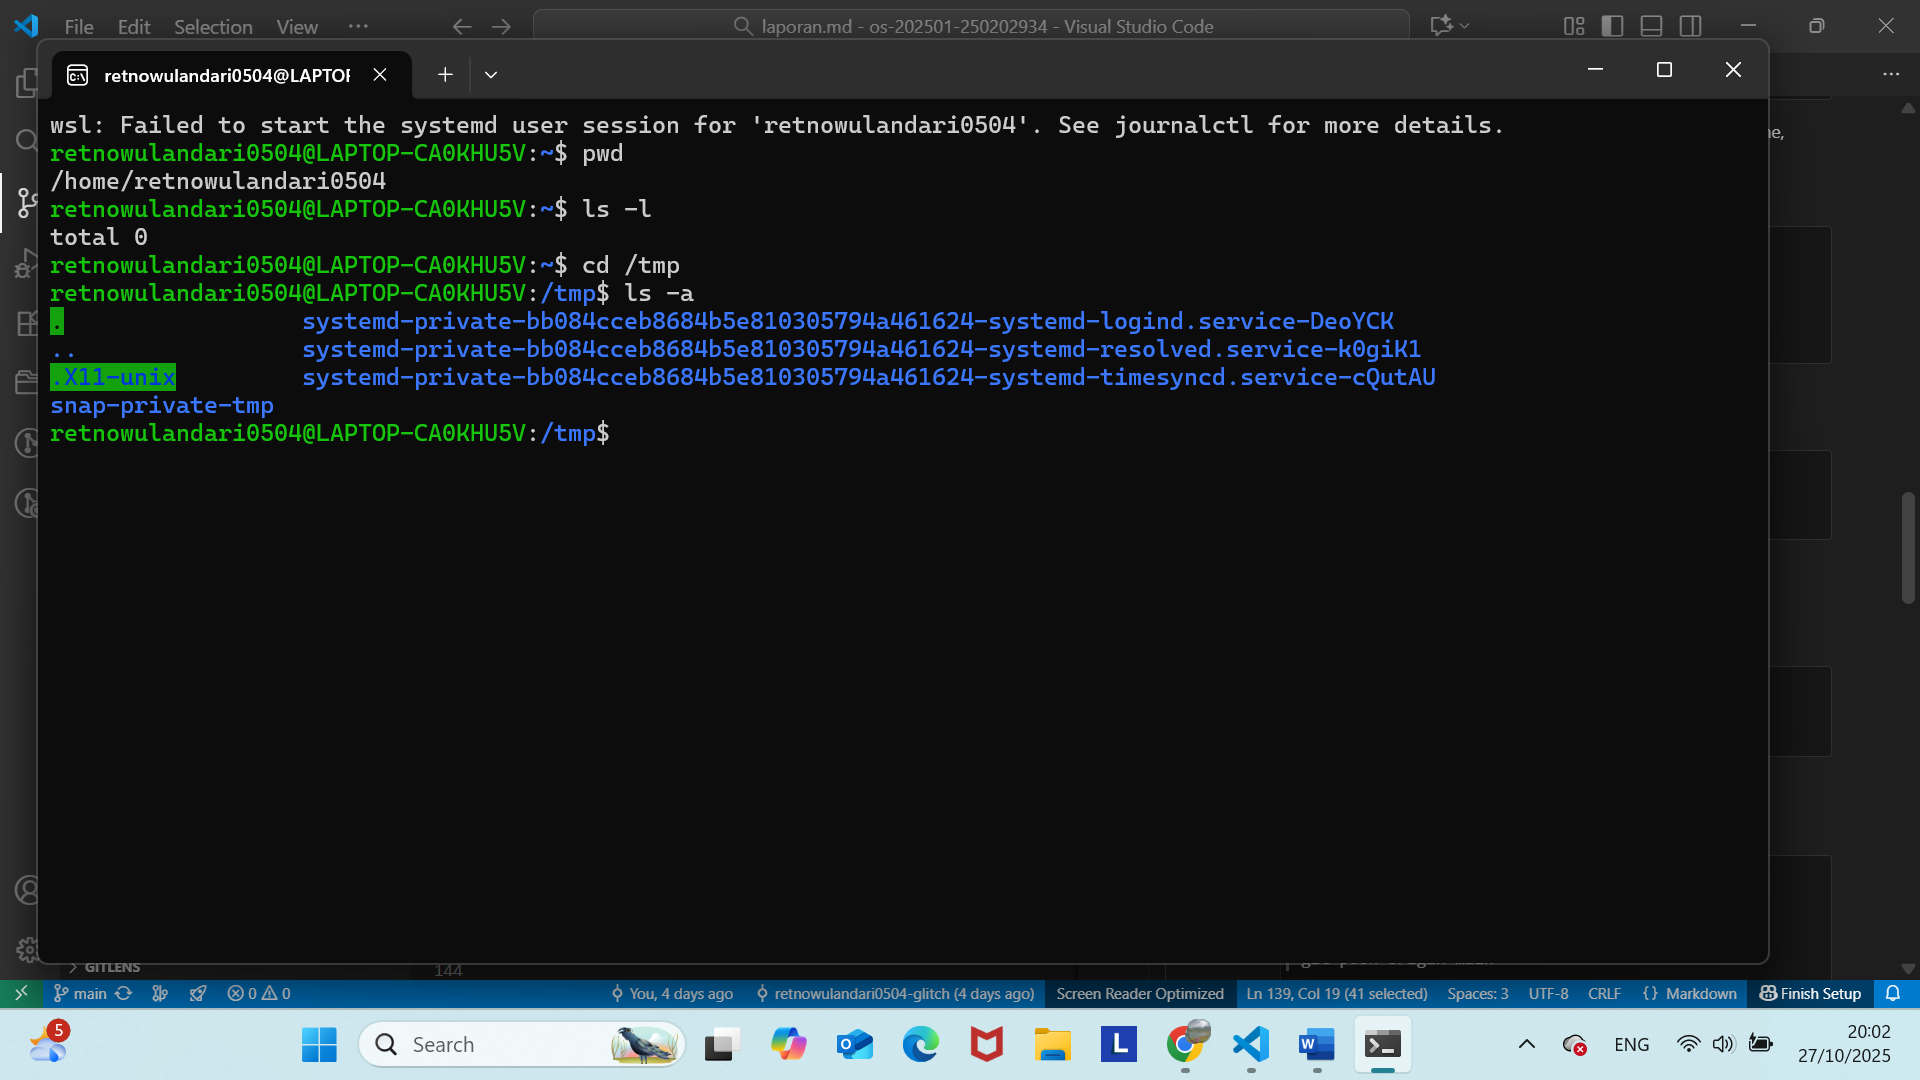 File Edit Selection View ···
laporan.md - os-202501-250202934 - Visual Studio Code
retnowulandari0504@LAPTOP
wsl: Failed to start the systemd user session for 'retnowulandari0504'. See journalctl for more details.
retnowulandari0504@LAPTOP-CA0KHU5V:~$ pwd
/home/retnowulandari0504
retnowulandari0504@LAPTOP-CA0KHU5V:~$ ls -l
total 0
retnowulandari0504@LAPTOP-CA0KHU5V:~$ cd /tmp
retnowulandari0504@LAPTOP-CA0KHU5V:/tmp$ ls -a
. systemd-private-bb084cceb8684b5e810305794a461624-systemd-logind.service-DeoYCK
.. systemd-private-bb084cceb8684b5e810305794a461624-systemd-resolved.service-k0giK1
.X11-unix systemd-private-bb084cceb8684b5e810305794a461624-systemd-timesyncd.service-cQutAU
snap-private-tmp
retnowulandari0504@LAPTOP-CA0KHU5V:/tmp$
GITLENS
144
main 0 0 You, 4 days ago retnowulandari0504-glitch (4 days ago) Screen Reader Optimized Ln 139, Col 19 (41 selected) Spaces: 3 UTF-8 CRLF {} Markdown Finish Setup
5
Search
ENG
20:02
27/10/2025